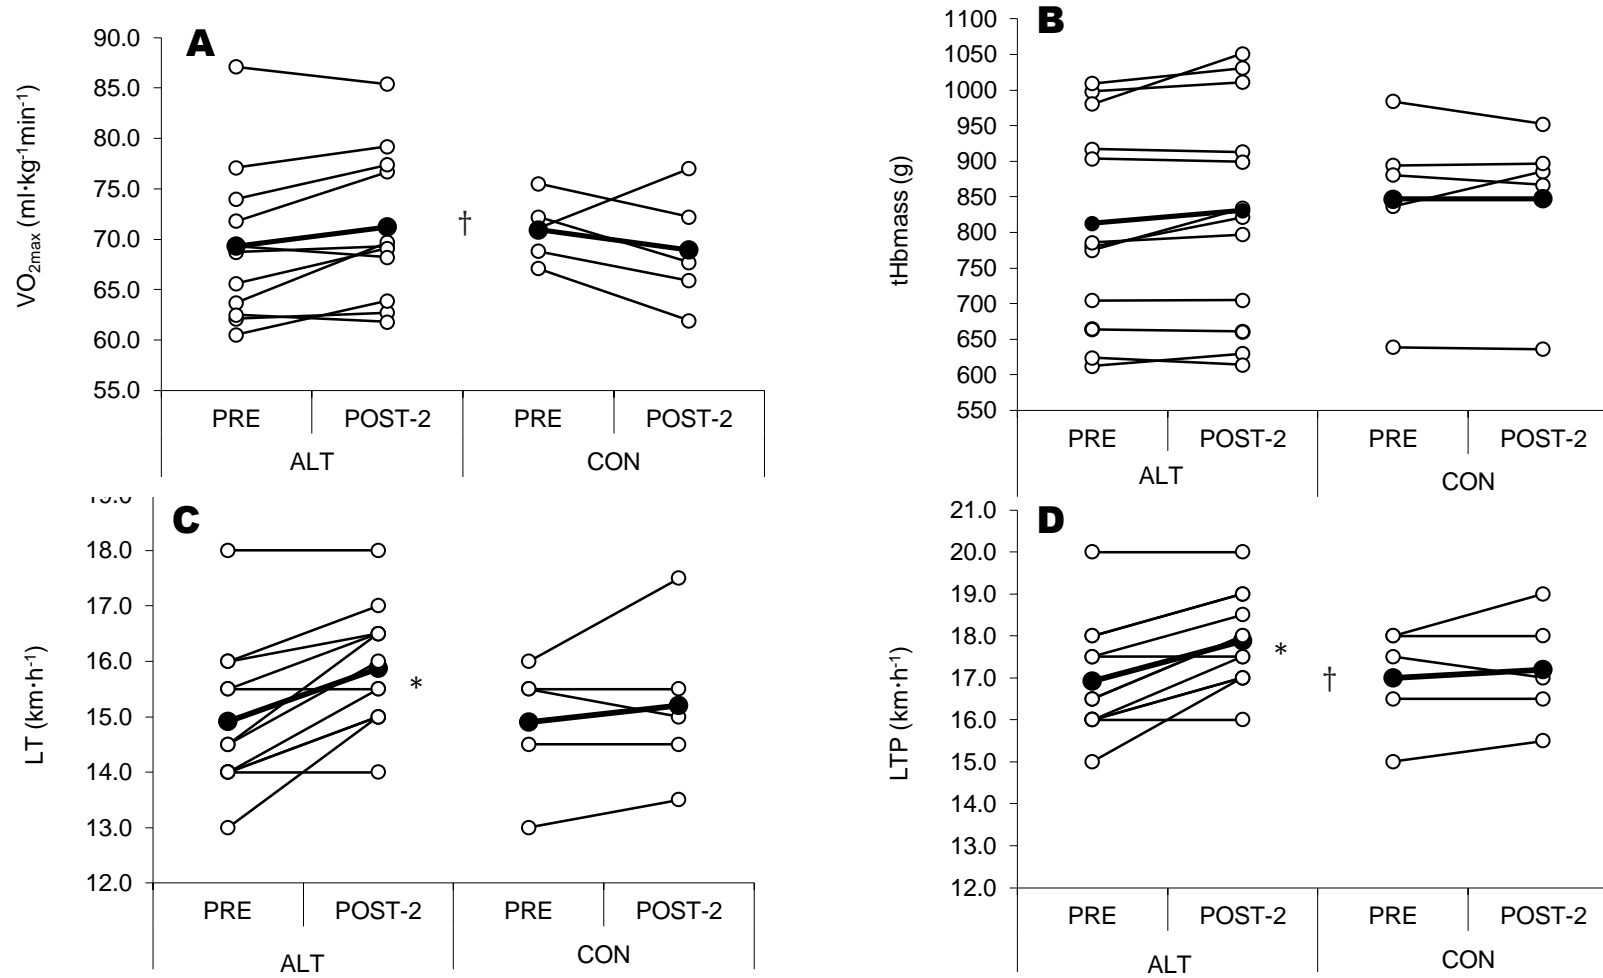 A
90.0
85.0
80.0
75.0
70.0
65.0
60.0
55.0
VO2max (ml·kg-1min-1)
†
PRE POST-2 PRE POST-2
ALT CON
B
1100
1050
1000
950
900
850
800
750
700
650
600
550
tHbmass (g)
PRE POST-2 PRE POST-2
ALT CON
C
19.0
18.0
17.0
16.0
15.0
14.0
13.0
12.0
LT (km·h-1)
*
PRE POST-2 PRE POST-2
ALT CON
D
21.0
20.0
19.0
18.0
17.0
16.0
15.0
14.0
13.0
12.0
LTP (km·h-1)
*
†
PRE POST-2 PRE POST-2
ALT CON